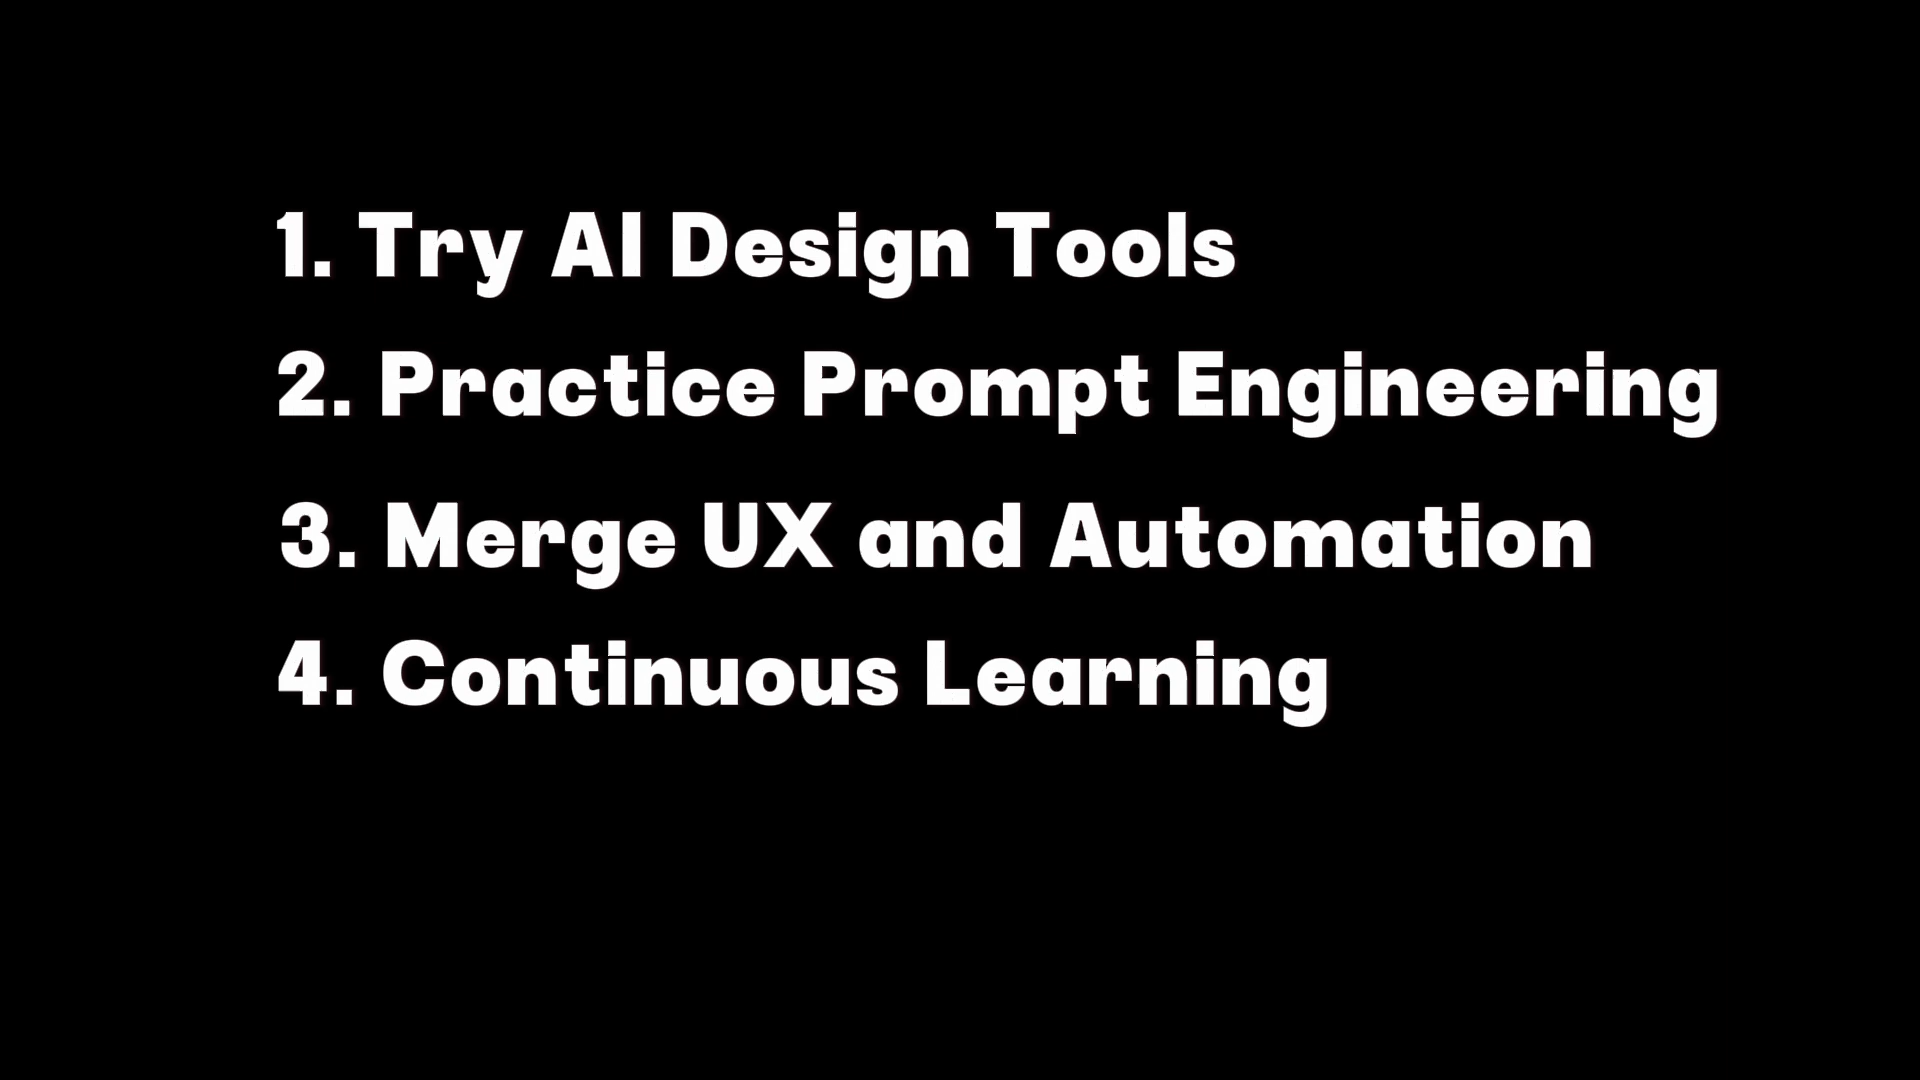 1. Try AI Design Tools
2. Practice Prompt Engineering
3. Merge UX and Automation
4. Continuous Learning